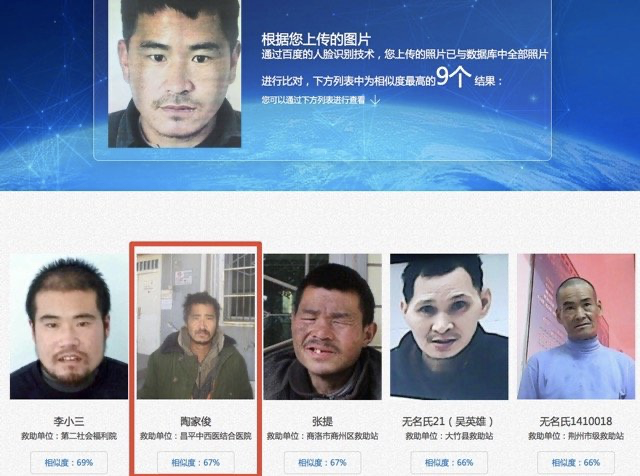 根据您上传的图片
通过百度的人脸识别技术，您上传的照片已与数据库中全部照片
进行比对，下方列表中为相似度最高的9个 结果：
您可以通过下方列表进行查看
李小三
救助单位：第二社会福利院
相似度：69%
陶家俊
救助单位：昌平中西医结合医院
相似度：67%
张提
救助单位：商洛市商州区救助站
相似度：67%
无名氏21（吴英雄）
救助单位：大竹县救助站
相似度：66%
无名氏1410018
救助单位：荆州市级救助站
相似度：66%